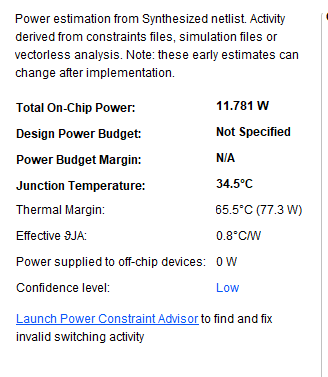 Power estimation from Synthesized netlist. Activity
derived from constraints files, simulation files or
vectorless analysis. Note: these early estimates can
change after implementation.
Total On-Chip Power: 11.781 W
Design Power Budget: Not Specified
Power Budget Margin: N/A
Junction Temperature: 34.5°C
Thermal Margin: 65.5°C (77.3 W)
Effective ϑJA: 0.8°C/W
Power supplied to off-chip devices: 0 W
Confidence level: Low
Launch Power Constraint Advisor to find and fix
invalid switching activity